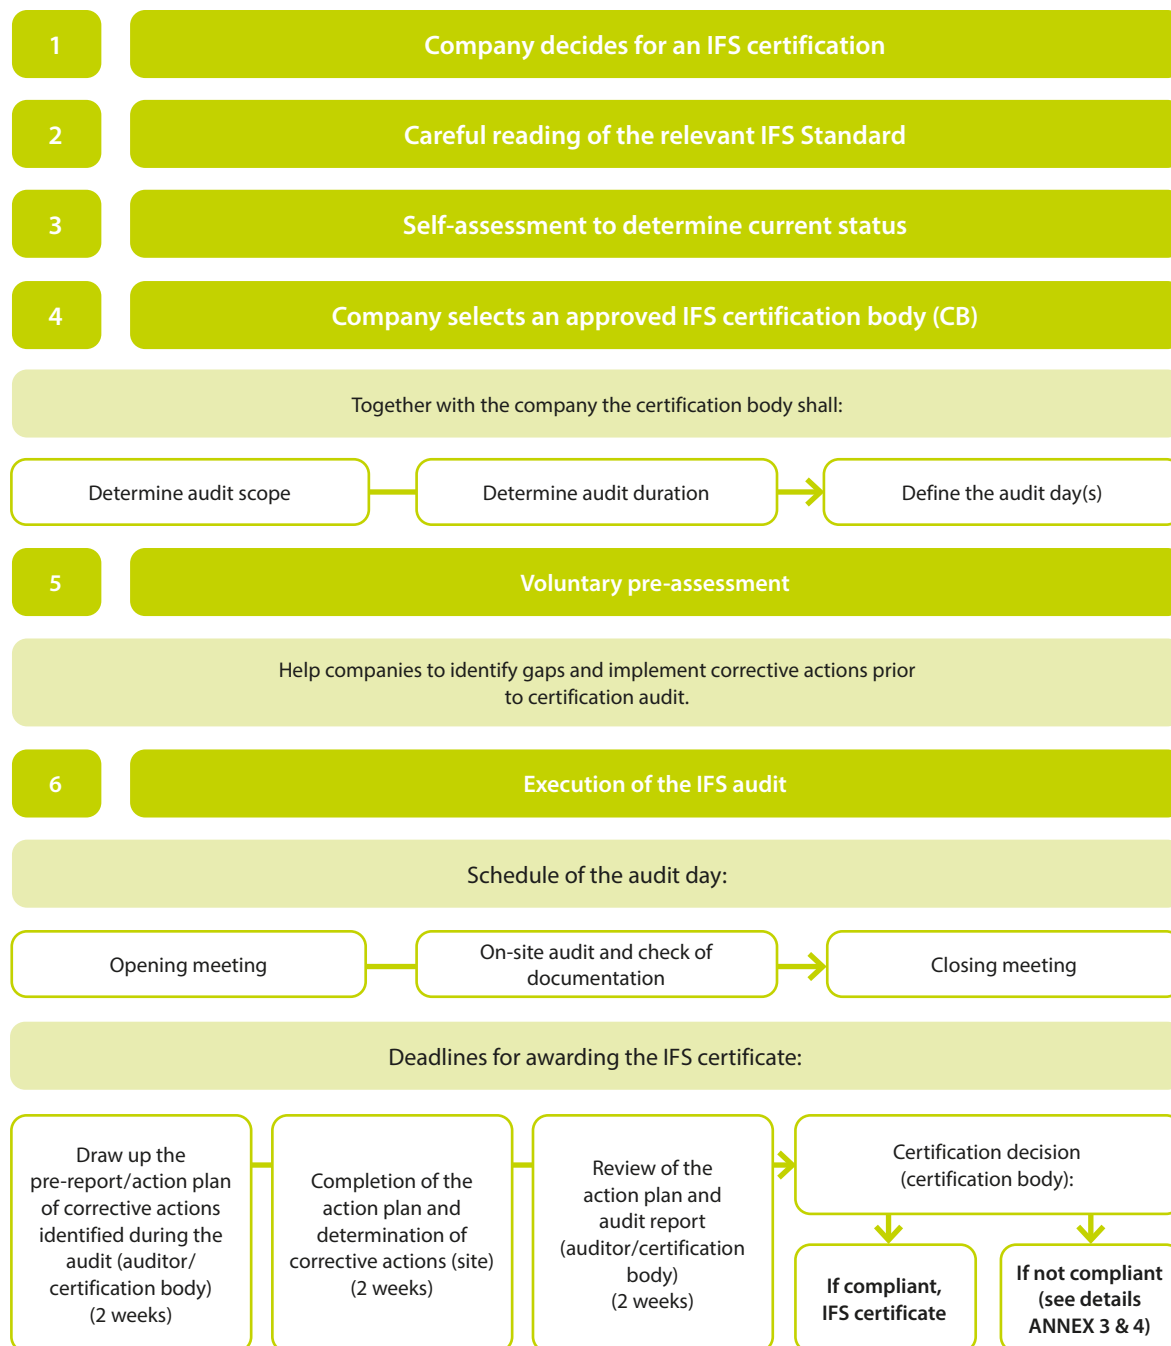 1
Company decides for an IFS certification
2
Careful reading of the relevant IFS Standard
3
Self-assessment to determine current status
4
Company selects an approved IFS certification body (CB)
Together with the company the certification body shall:
Determine audit scope
Determine audit duration
Define the audit day(s)
5
Voluntary pre-assessment
Help companies to identify gaps and implement corrective actions prior
to certification audit.
6
Execution of the IFS audit
Schedule of the audit day:
Opening meeting
On-site audit and check of
documentation
Closing meeting
Deadlines for awarding the IFS certificate:
Draw up the
pre-report/action plan
of corrective actions
identified during the
audit (auditor/
certification body)
(2 weeks)
Completion of the
action plan and
determination of
corrective actions (site)
(2 weeks)
Review of the
action plan and
audit report
(auditor/certification
body)
(2 weeks)
Certification decision
(certification body):
If compliant,
IFS certificate
If not compliant
(see details
ANNEX 3 & 4)